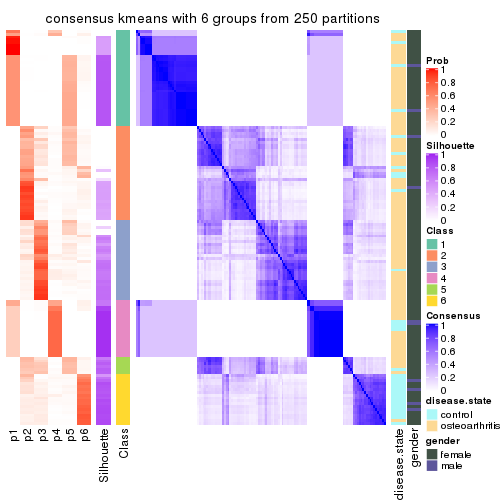 consensus kmeans with 6 groups from 250 partitions
Prob
1
0.8
0.6
0.4
0.2
0
Silhouette
1
0.8
0.6
0.4
0.2
0
Class
1
2
3
4
5
6
Consensus
1
0.8
0.6
0.4
0.2
0
disease.state
control
osteoarthritis
gender
female
male
p1
p2
p3
p4
p5
p6
Silhouette
Class
disease.state
gender